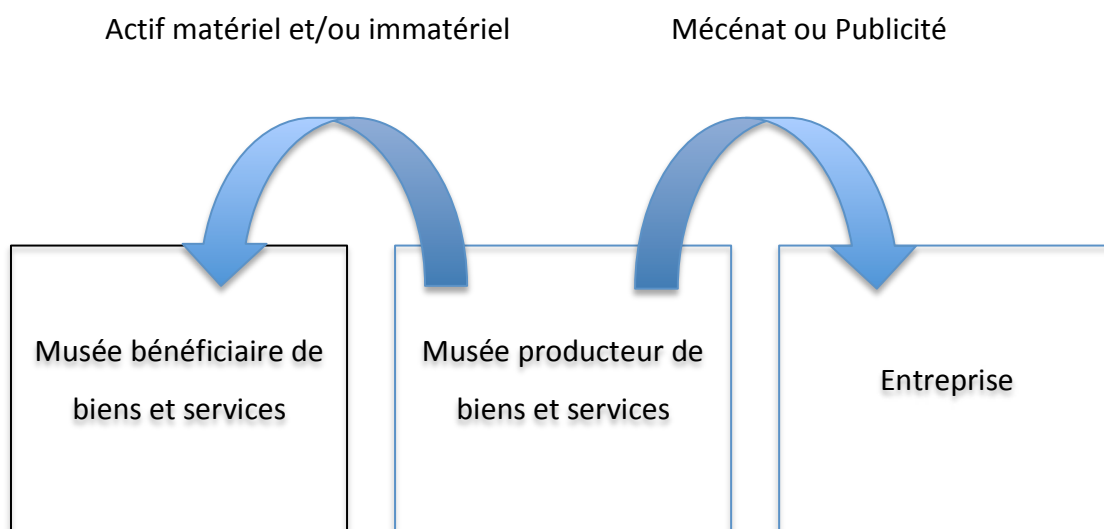 Actif matériel et/ou immatériel
Mécénat ou Publicité
Musée bénéficiaire de
biens et services
Musée producteur de
biens et services
Entreprise